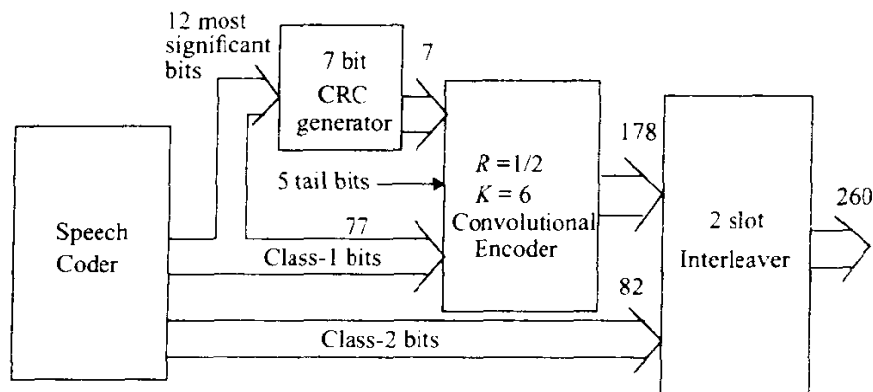 12 most
significant
bits
7 bit
CRC
generator
7
5 tail bits
77
Class-1 bits
Speech
Coder
R =1/2
K = 6
Convolutional
Encoder
178
82
Class-2 bits
2 slot
Interleaver
260